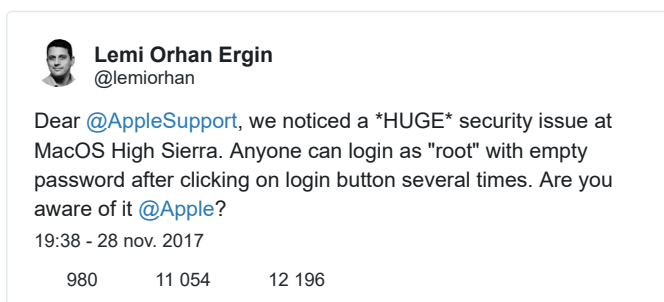 Lemi Orhan Ergin
@lemiorhan
Dear @AppleSupport, we noticed a *HUGE* security issue at
MacOS High Sierra. Anyone can login as "root" with empty
password after clicking on login button several times. Are you
aware of it @Apple?
19:38 - 28 nov. 2017
980 11 054 12 196